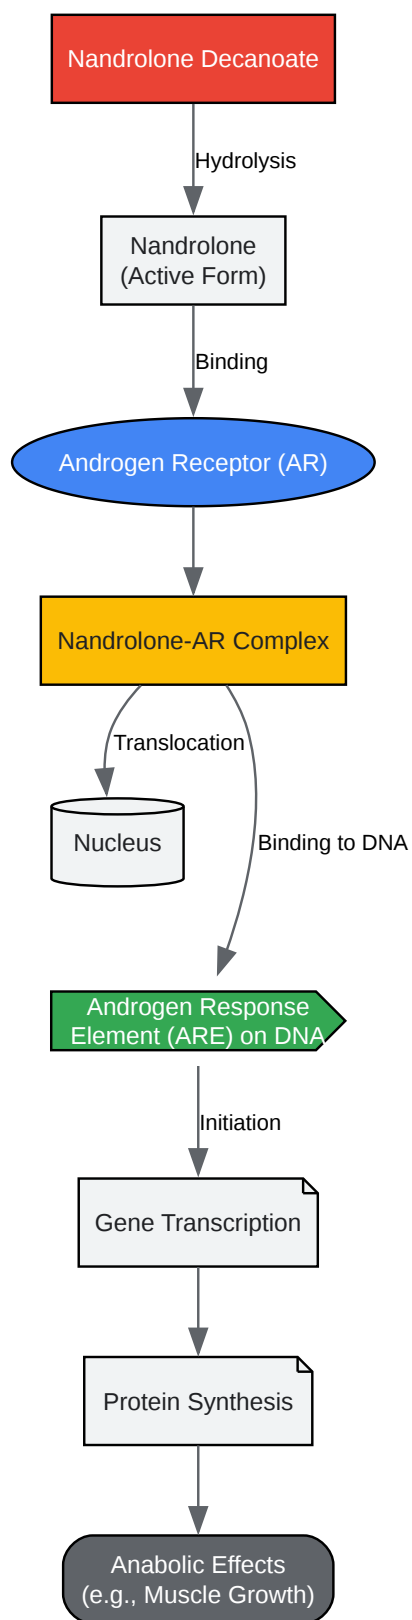 Nandrolone Decanoate
Hydrolysis
Nandrolone
(Active Form)
Binding
Androgen Receptor (AR)
Nandrolone-AR Complex
Translocation
Nucleus
Binding to DNA
Androgen Response
Element (ARE) on DNA
Initiation
Gene Transcription
Protein Synthesis
Anabolic Effects
(e.g., Muscle Growth)